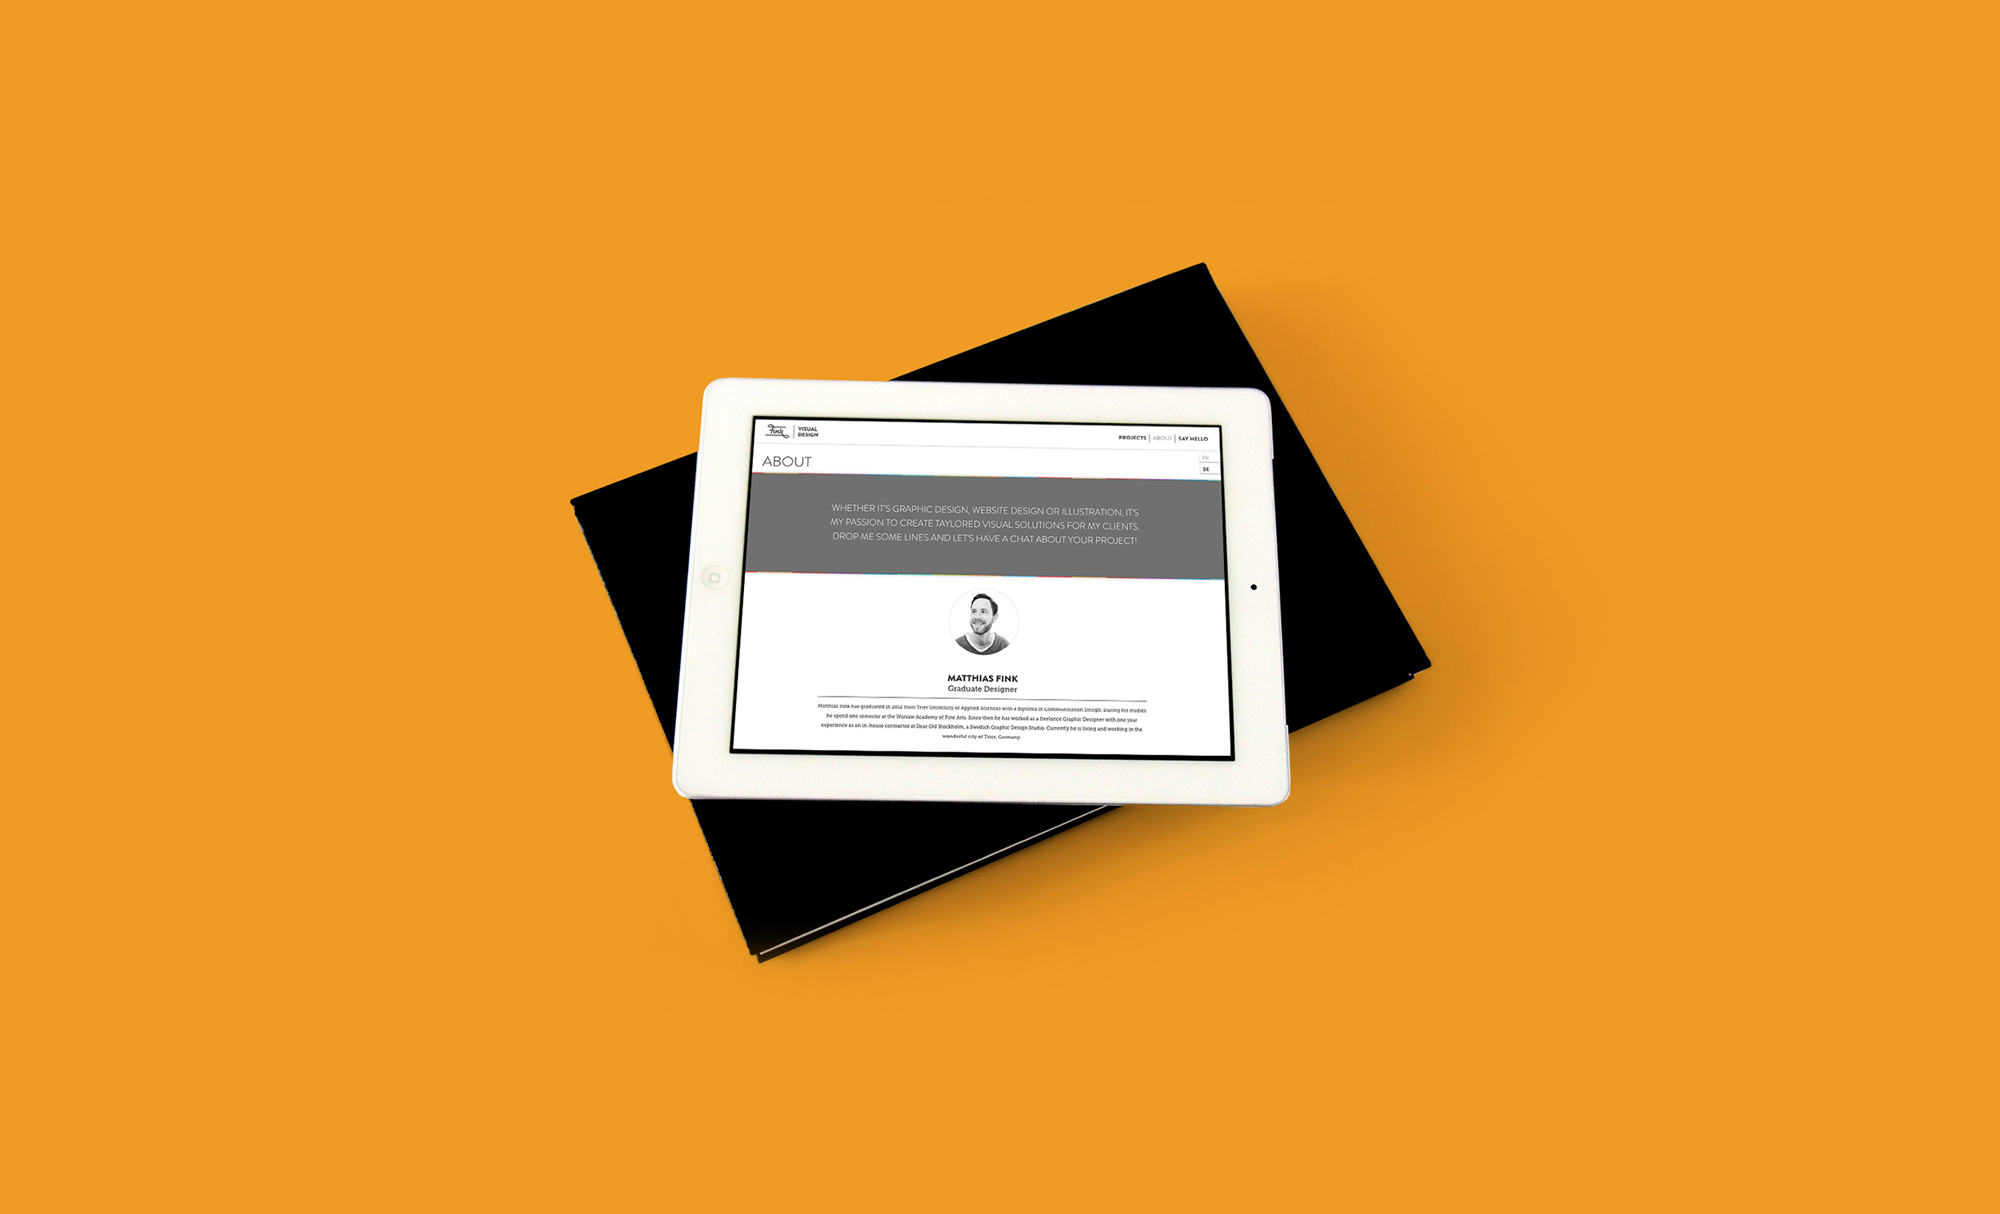 Fink
VISUAL
DESIGN
PROJECTS
ABOUT
SAY HELLO
ABOUT
EN
DE
WHETHER IT'S GRAPHIC DESIGN, WEBSITE DESIGN OR ILLUSTRATION, IT'S
MY PASSION TO CREATE TAYLORED VISUAL SOLUTIONS FOR MY CLIENTS.
DROP ME SOME LINES AND LET'S HAVE A CHAT ABOUT YOUR PROJECT!
MATTHIAS FINK
Graduate Designer
Matthias Fink has graduated in 2012 from Trier University of Applied Sciences with a diploma in Communication Design. During his studies
he spend one semester at the Warsaw Academy of Fine Arts. Since then he has worked as a freelance Graphic Designer with one year
experience as an in-house contractor at Dear Old Stockholm, a Swedish Graphic Design Studio. Currently he is living and working in the
wonderful city of Trier, Germany.